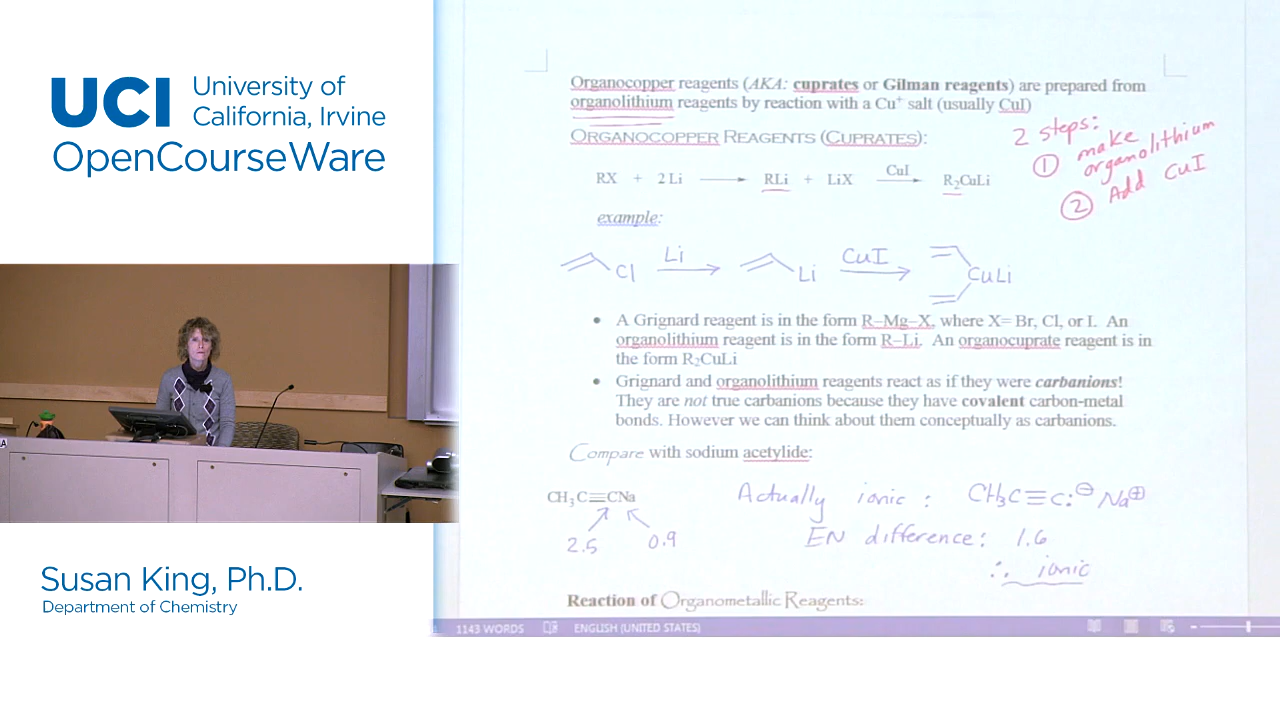 UCI University of
California, Irvine
OpenCourseWare
Organocopper reagents (AKA: cuprates or Gilman reagents) are prepared from
organolithium reagents by reaction with a Cu+ salt (usually CuI)
ORGANOCOPPER REAGENTS (CUPRATES):
2 steps:
① make
organolithium
② Add CuI
RX + 2 Li RLi + LiX CuI R2CuLi
example:
Cl Li Li CuI CuLi
• A Grignard reagent is in the form R–Mg–X, where X= Br, Cl, or I. An
organolithium reagent is in the form R–Li. An organocuprate reagent is in
the form R2CuLi
• Grignard and organolithium reagents react as if they were carbanions!
They are not true carbanions because they have covalent carbon-metal
bonds. However we can think about them conceptually as carbanions.
Compare with sodium acetylide:
CH3C≡CNa
2.5 0.9
Actually ionic: CH3C≡C:⊖ Na⊕
EN difference: 1.6
∴ ionic
Reaction of Organometallic Reagents:
1143 WORDS ENGLISH (UNITED STATES)
Susan King, Ph.D.
Department of Chemistry